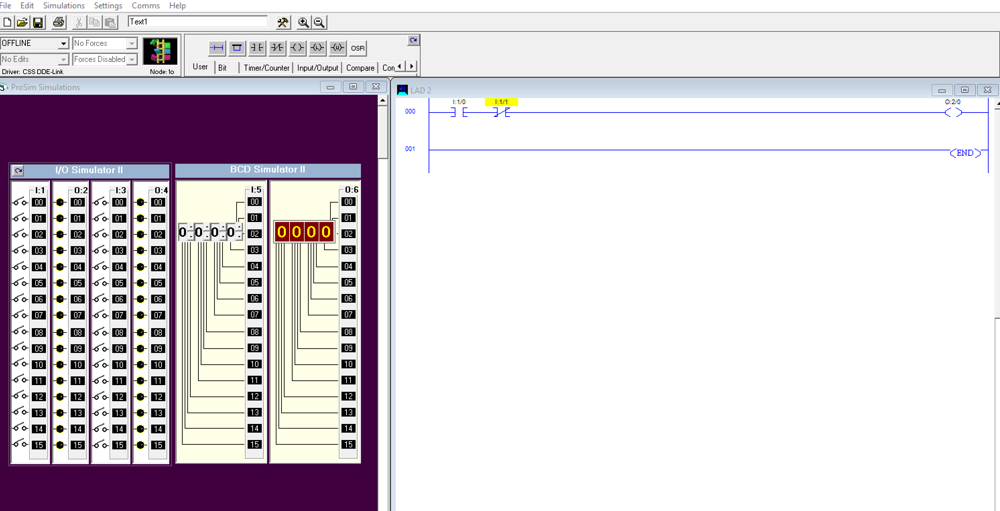 File Edit Simulations Settings Comms Help
Text1
OFFLINE No Forces
No Edits Forces Disabled
Driver: CSS DDE-Link Node: 1o
OSR
User Bit Timer/Counter Input/Output Compare Con
ProSim Simulations
I/O Simulator II
I:1 O:2 I:3 O:4
00 00 00 00
01 01 01 01
02 02 02 02
03 03 03 03
04 04 04 04
05 05 05 05
06 06 06 06
07 07 07 07
08 08 08 08
09 09 09 09
10 10 10 10
11 11 11 11
12 12 12 12
13 13 13 13
14 14 14 14
15 15 15 15
BCD Simulator II
I:5 O:6
00 00
01 01
0 0 0 0 02 0 0 0 0 02
03 03
04 04
05 05
06 06
07 07
08 08
09 09
10 10
11 11
12 12
13 13
14 14
15 15
LAD 2
I:1/0 I:1/1 O:2/0
000
001 END